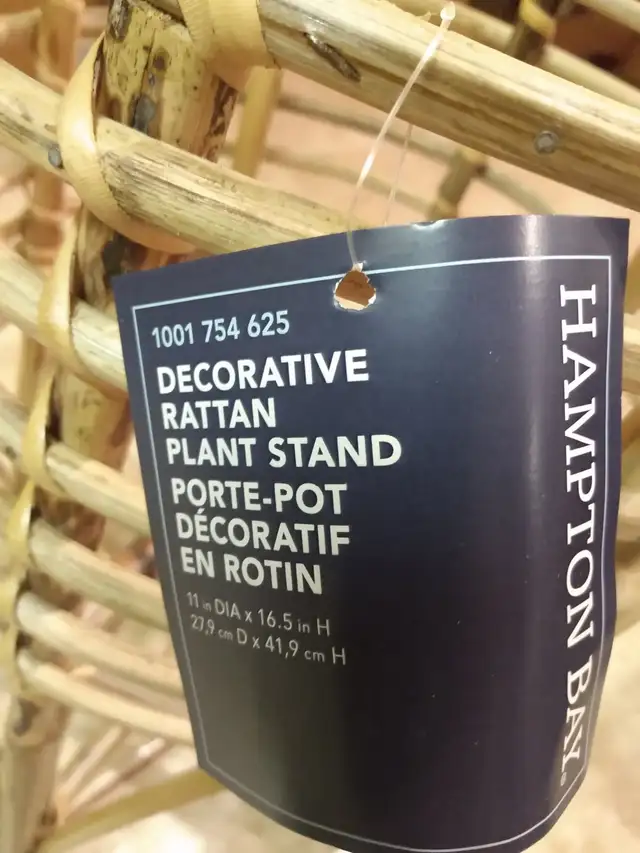 1001 754 625
DECORATIVE
RATTAN
PLANT STAND
PORTE-POT
DÉCORATIF
EN ROTIN
11 in DIA x 16.5 in H
27,9 cm D x 41,9 cm H
HAMPTON BAY®